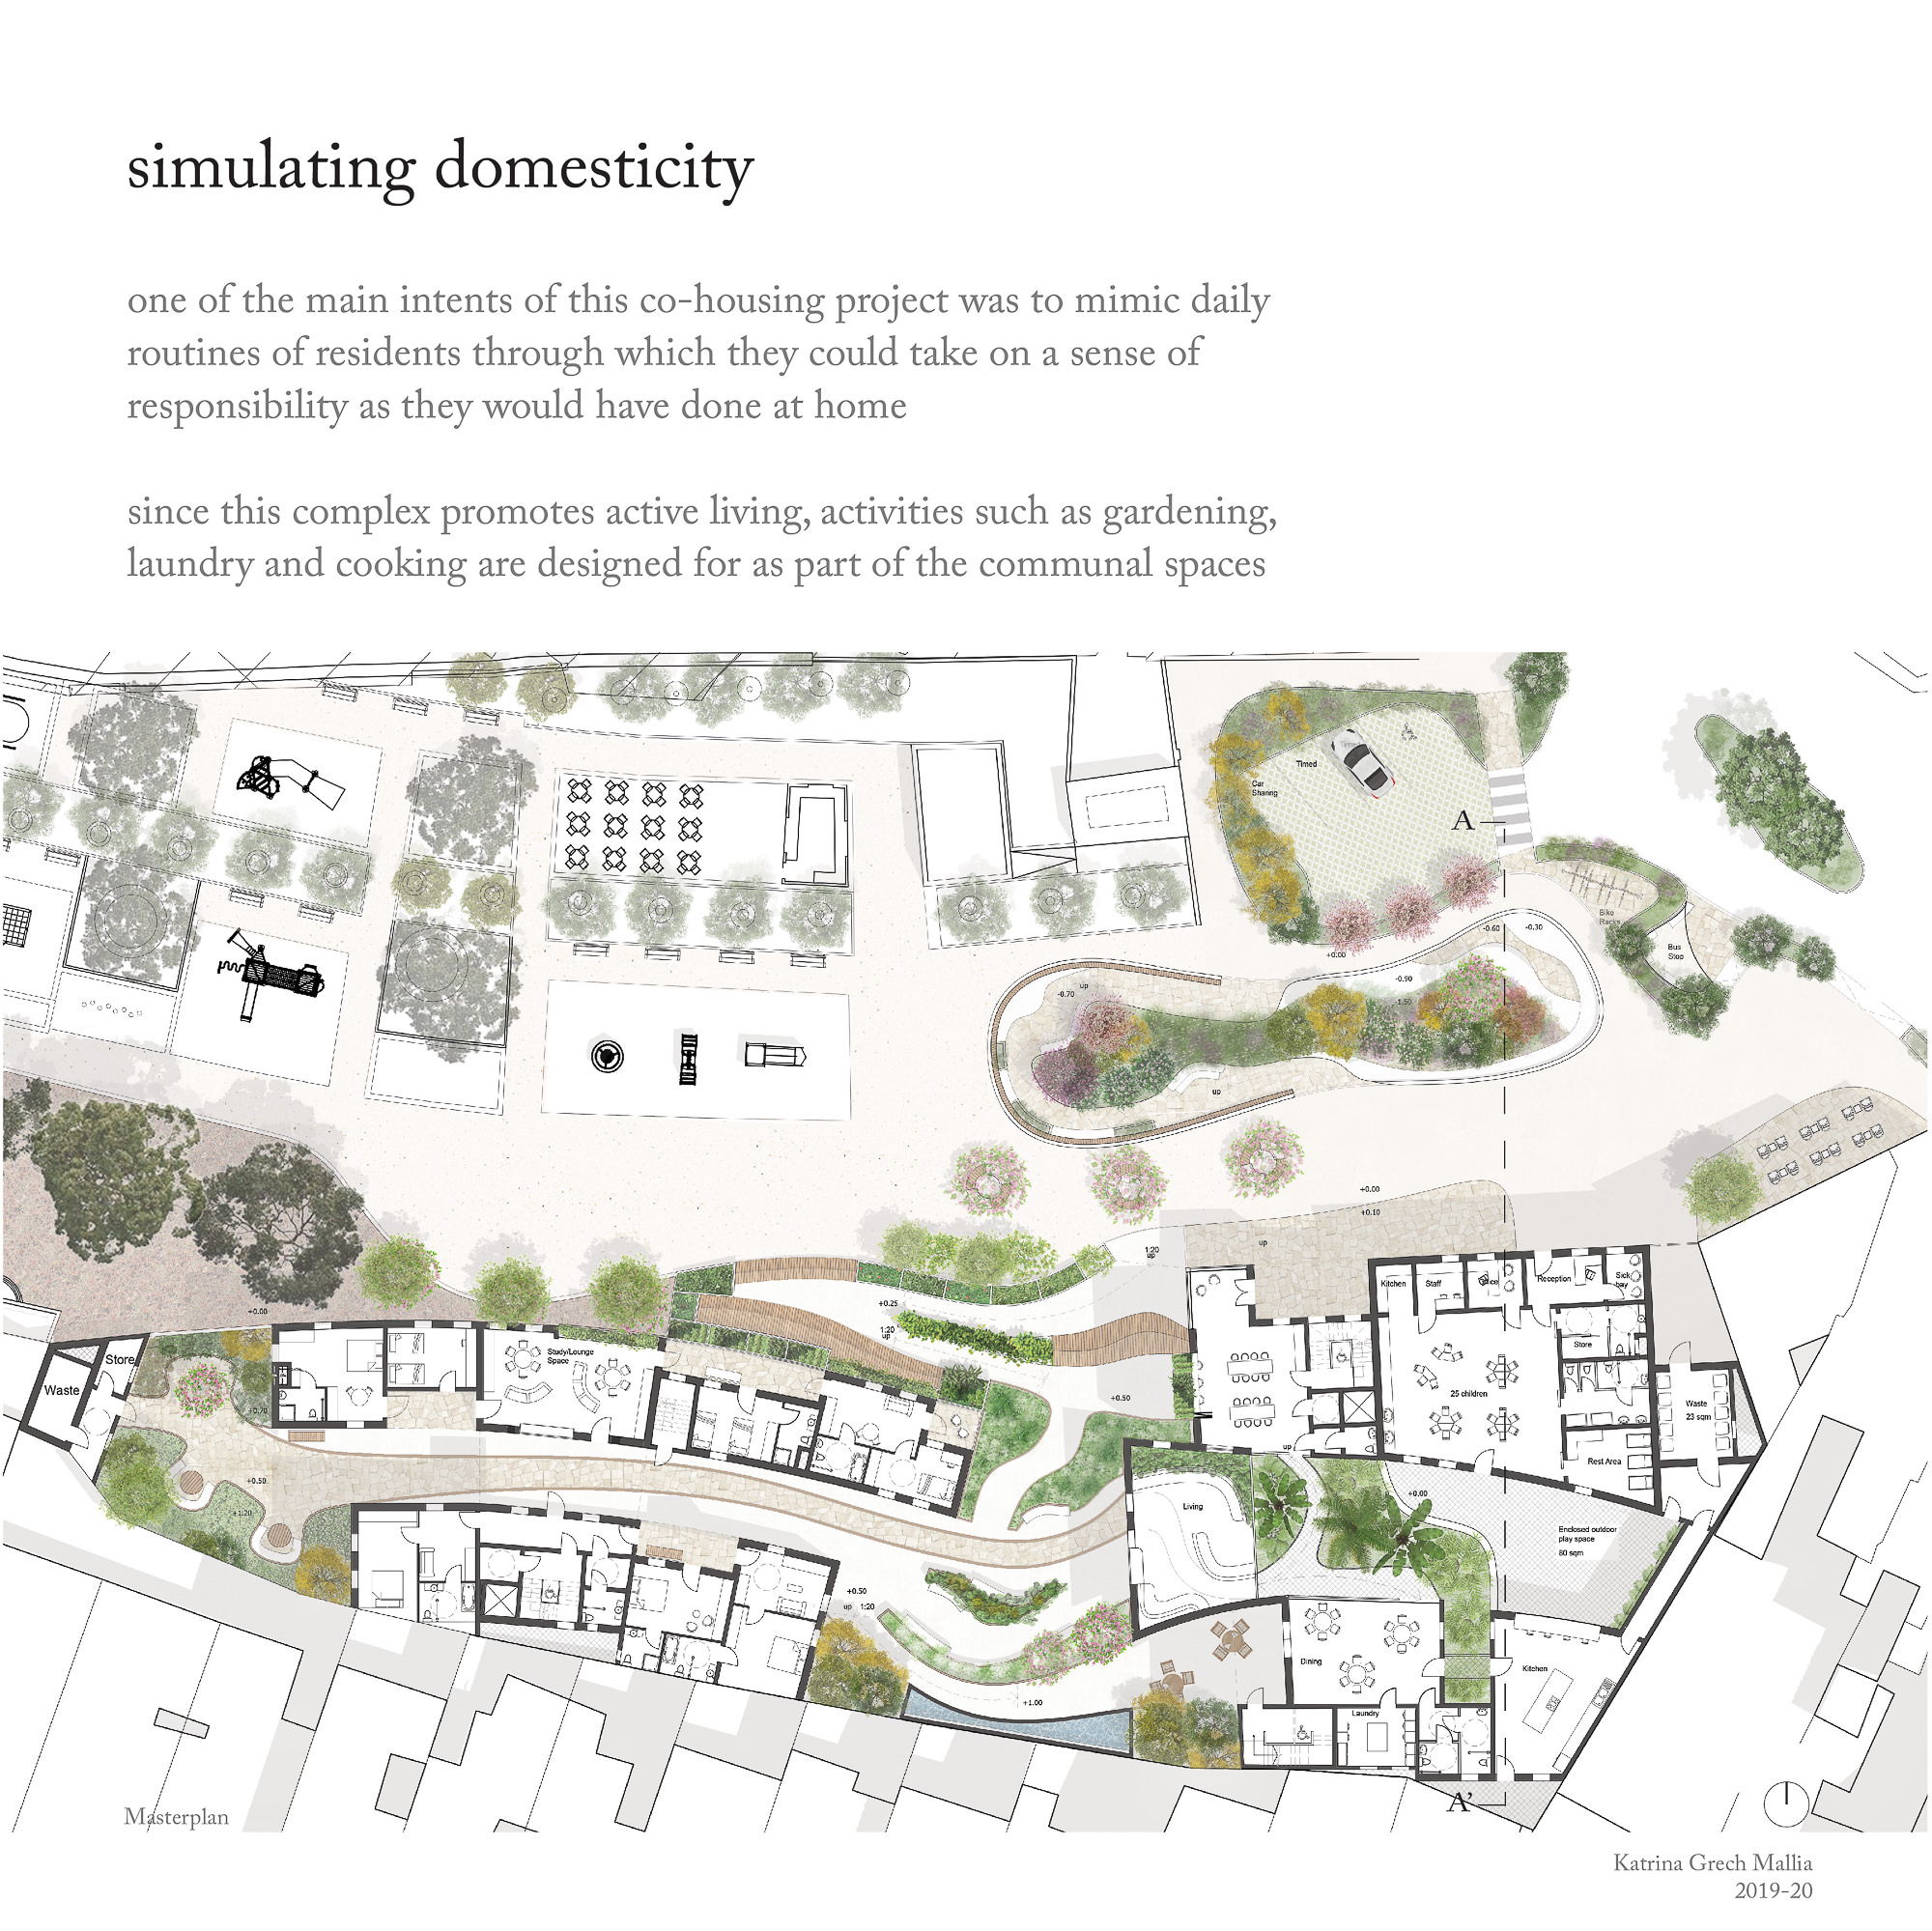 simulating domesticity
one of the main intents of this co-housing project was to mimic daily
routines of residents through which they could take on a sense of
responsibility as they would have done at home
since this complex promotes active living, activities such as gardening,
laundry and cooking are designed for as part of the communal spaces
Timed
Car
Sharing
A
Bike
Racks
Bus
Stop
-0.60
-0.30
+0.00
-0.90
-1.50
up
-0.70
up
+0.00
+0.10
up
1:20
up
+0.00
+0.25
1:20
up
+0.50
Kitchen
Staff
Office
Reception
Sick
bay
Store
25 children
Waste
23 sqm
Rest Area
Store
Waste
Study/Lounge
Space
+0.70
+0.50
+1:20
up
Living
+0.00
Enclosed outdoor
play space
60 sqm
+0.50
up 1:20
+1.00
Dining
Kitchen
Laundry
A'
Masterplan
Katrina Grech Mallia
2019-20